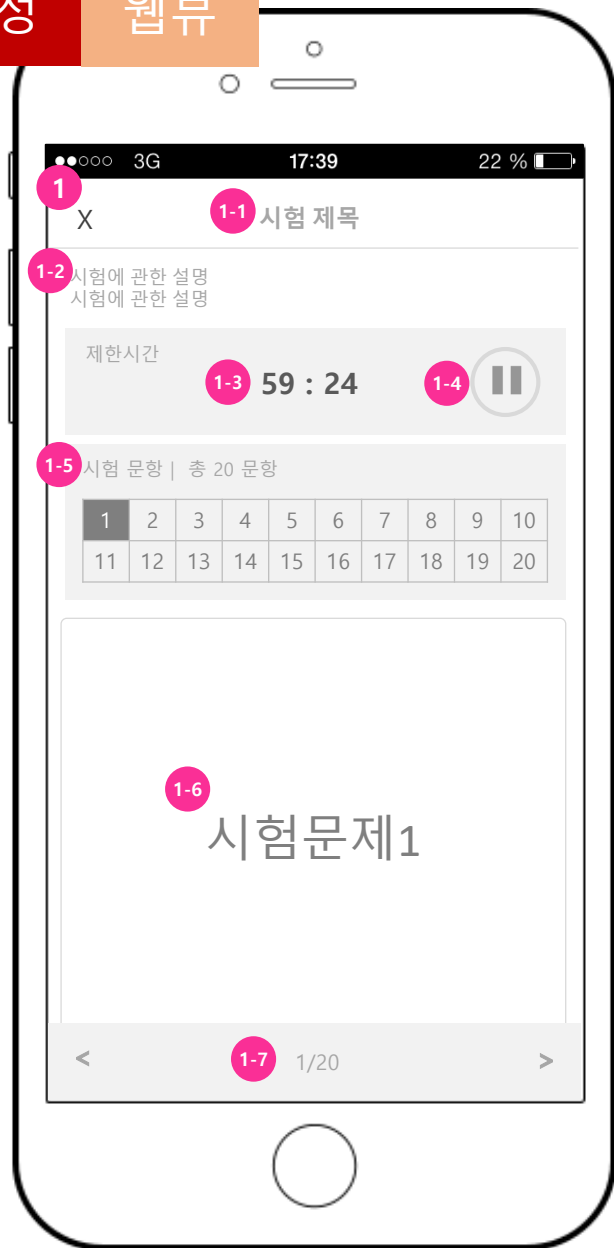 정 웹뷰
3G 17:39 22 %
1
X 1-1 시험 제목
1-2 시험에 관한 설명
시험에 관한 설명
제한시간
1-3 59 : 24 1-4
1-5 시험 문항 | 총 20 문항
1 2 3 4 5 6 7 8 9 10
11 12 13 14 15 16 17 18 19 20
1-6
시험문제1
< 1-7 1/20 >